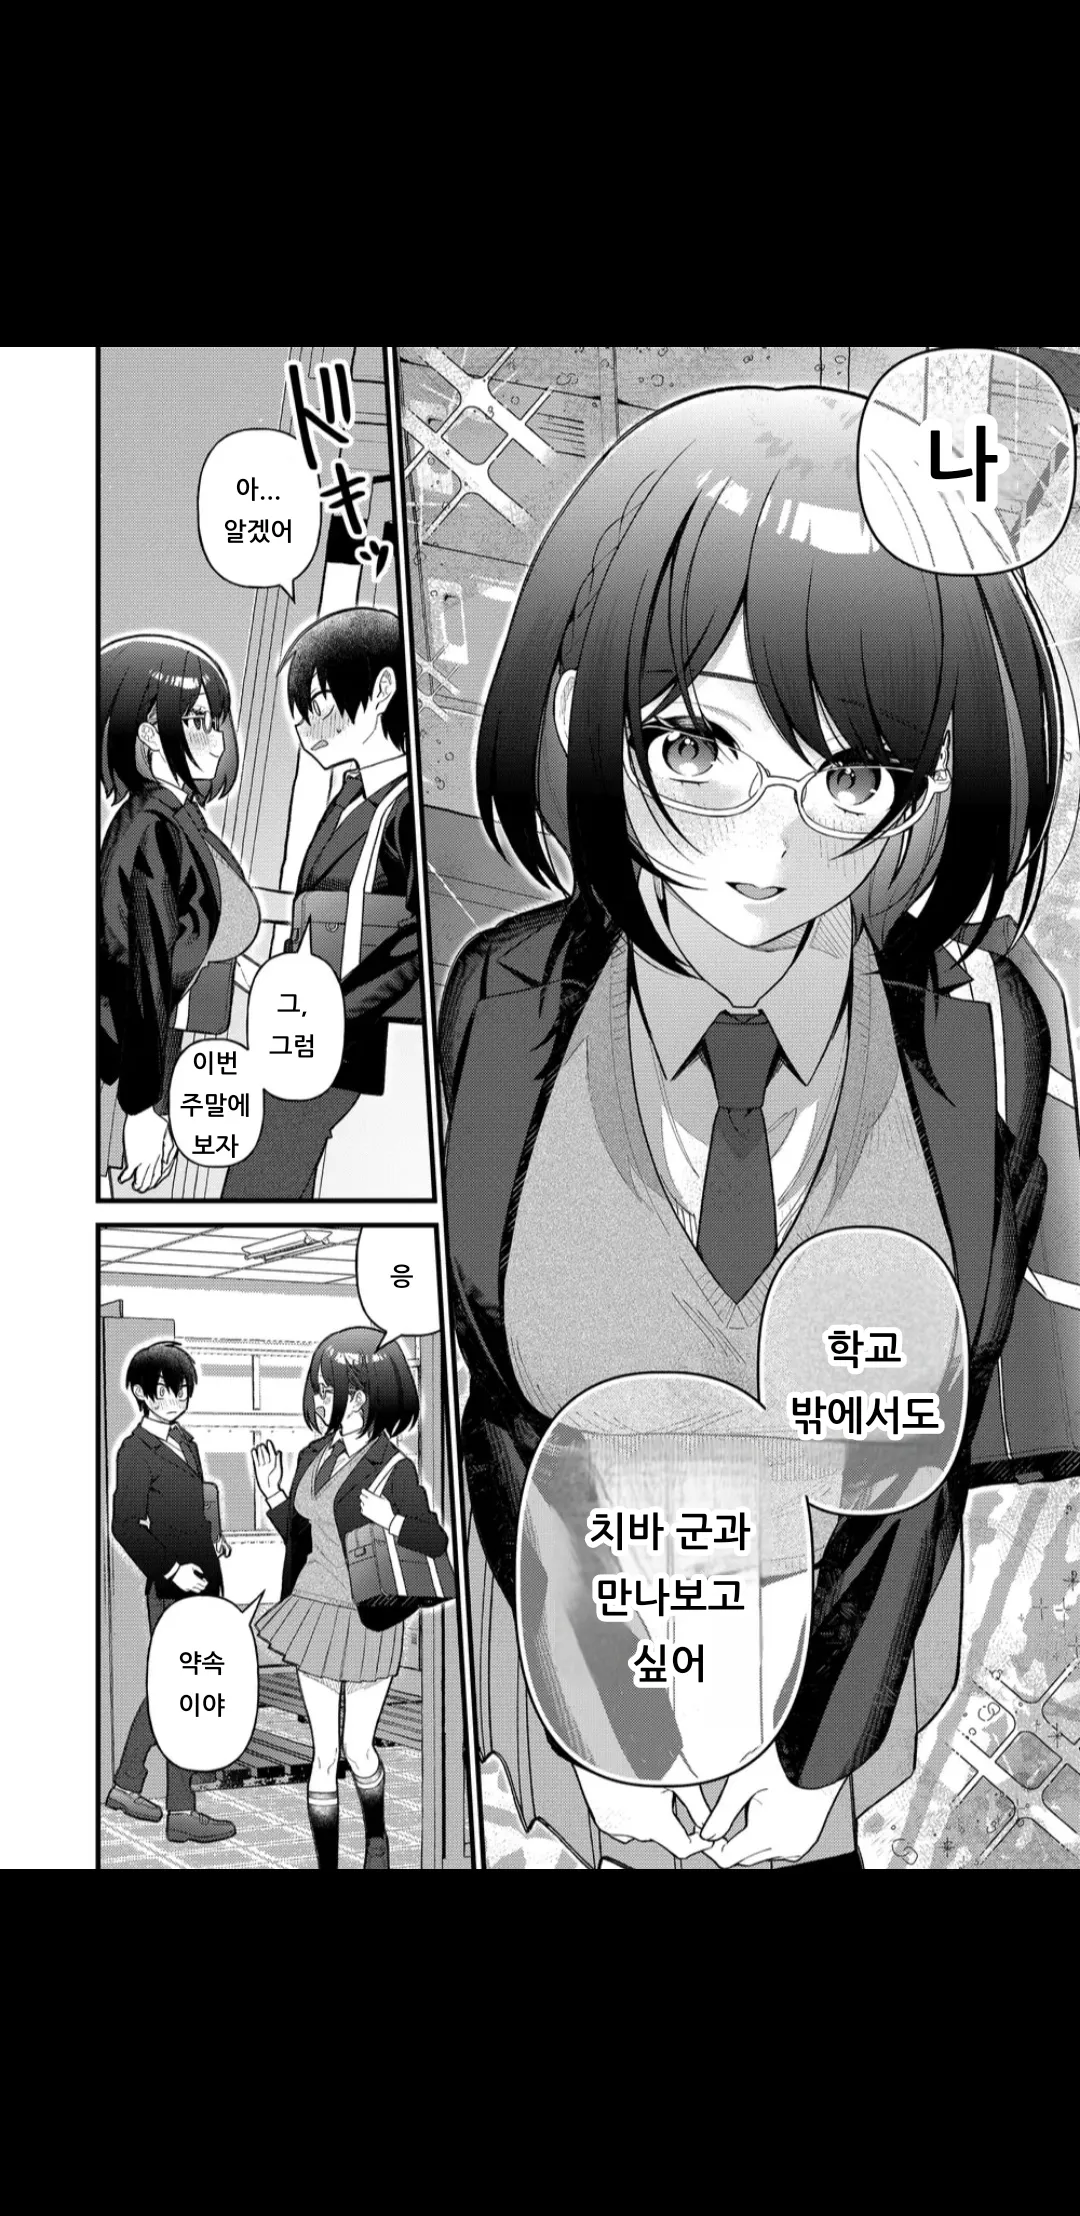 나
학교
밖에서도
치바 군과
만나보고
싶어
ドキッ
아...
알겠어
그,
그럼
이번
주말에
보자
응
약속
이야